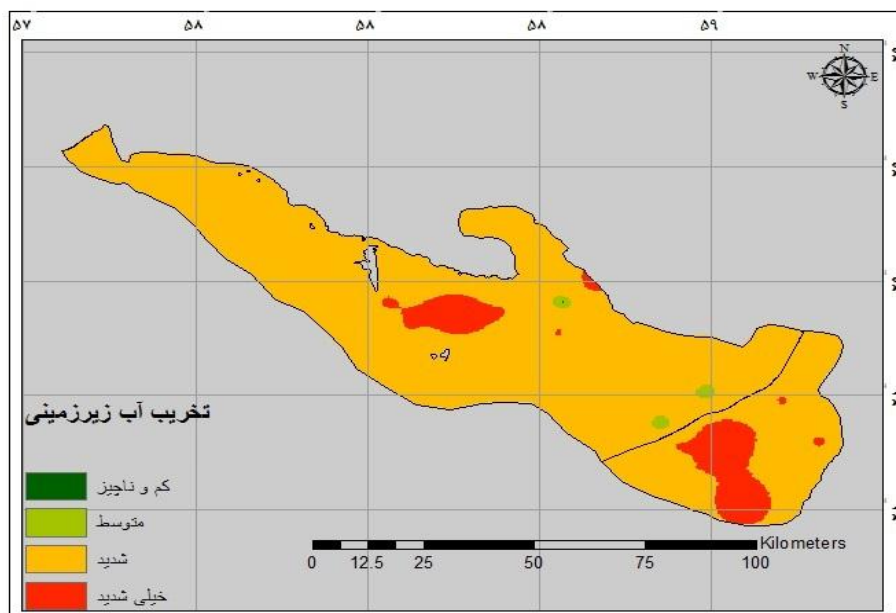 ۵۷ ۵۸ ۵۸ ۵۸ ۵۹
N
W E
S
تخریب آب زیرزمینی
کم و ناچیز
متوسط
شدید
خیلی شدید
Kilometers
0 12.5 25 50 75 100